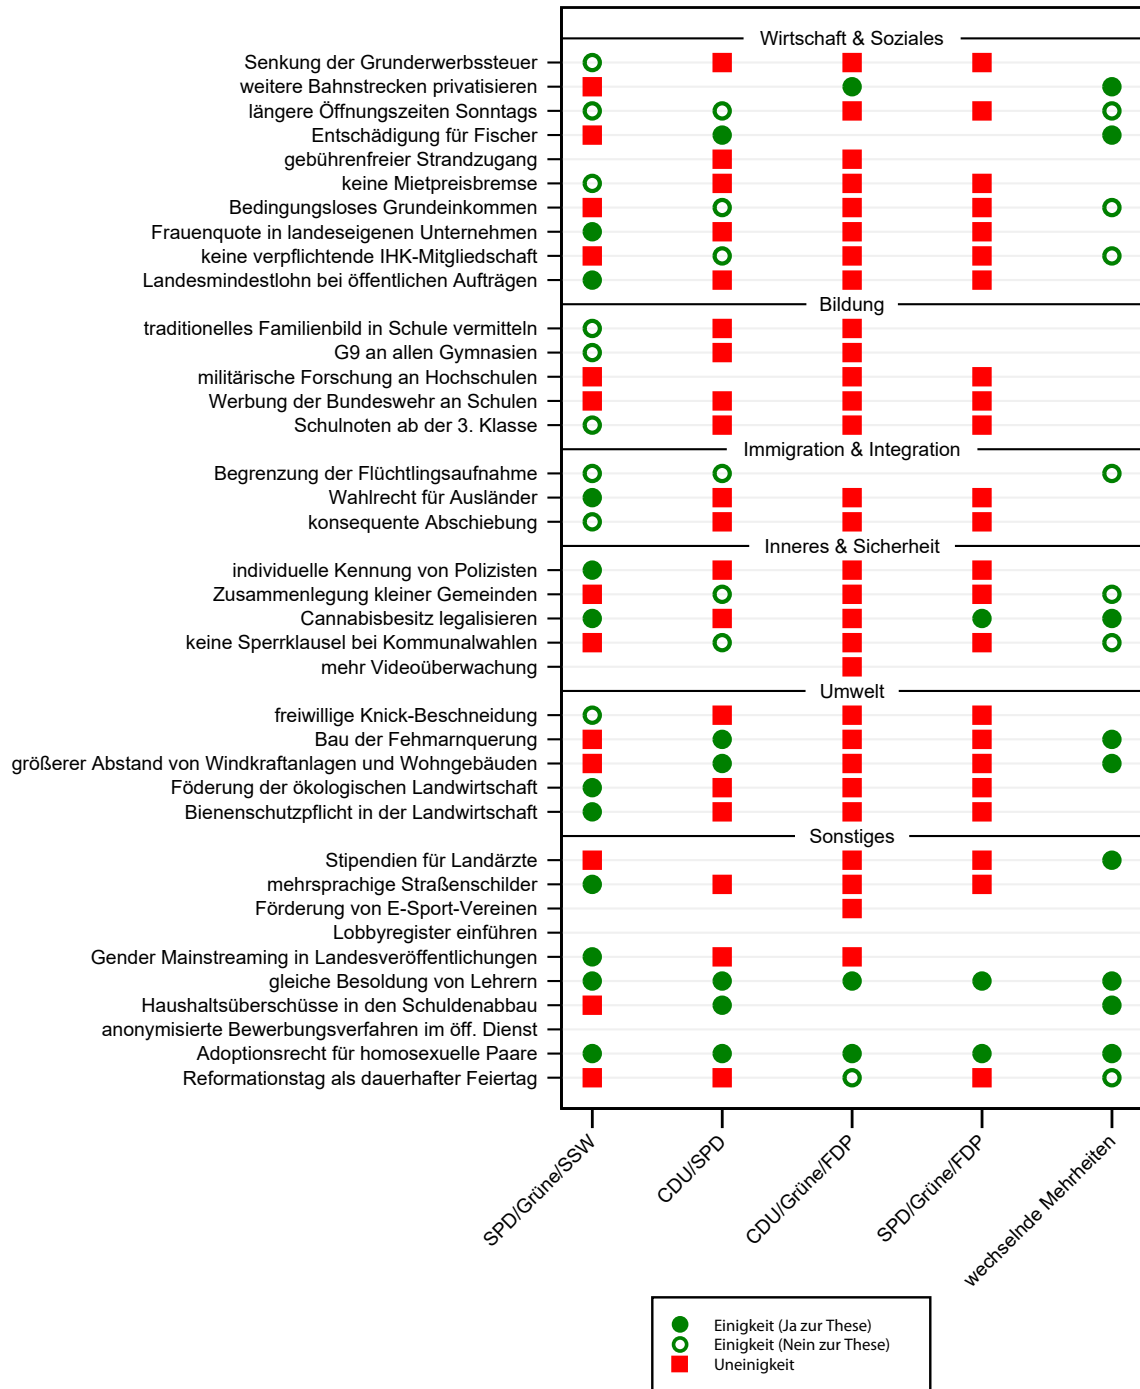 Wirtschaft & Soziales
Senkung der Grunderwerbssteuer
weitere Bahnstrecken privatisieren
längere Öffnungszeiten Sonntags
Entschädigung für Fischer
gebührenfreier Strandzugang
keine Mietpreisbremse
Bedingungsloses Grundeinkommen
Frauenquote in landeseigenen Unternehmen
keine verpflichtende IHK-Mitgliedschaft
Landesmindestlohn bei öffentlichen Aufträgen
Bildung
traditionelles Familienbild in Schule vermitteln
G9 an allen Gymnasien
militärische Forschung an Hochschulen
Werbung der Bundeswehr an Schulen
Schulnoten ab der 3. Klasse
Immigration & Integration
Begrenzung der Flüchtlingsaufnahme
Wahlrecht für Ausländer
konsequente Abschiebung
Inneres & Sicherheit
individuelle Kennung von Polizisten
Zusammenlegung kleiner Gemeinden
Cannabisbesitz legalisieren
keine Sperrklausel bei Kommunalwahlen
mehr Videoüberwachung
Umwelt
freiwillige Knick-Beschneidung
Bau der Fehmarnquerung
größerer Abstand von Windkraftanlagen und Wohngebäuden
Föderung der ökologischen Landwirtschaft
Bienenschutzpflicht in der Landwirtschaft
Sonstiges
Stipendien für Landärzte
mehrsprachige Straßenschilder
Förderung von E-Sport-Vereinen
Lobbyregister einführen
Gender Mainstreaming in Landesveröffentlichungen
gleiche Besoldung von Lehrern
Haushaltsüberschüsse in den Schuldenabbau
anonymisierte Bewerbungsverfahren im öff. Dienst
Adoptionsrecht für homosexuelle Paare
Reformationstag als dauerhafter Feiertag
SPD/Grüne/SSW
CDU/SPD
CDU/Grüne/FDP
SPD/Grüne/FDP
wechselnde Mehrheiten
Einigkeit (Ja zur These)
Einigkeit (Nein zur These)
Uneinigkeit